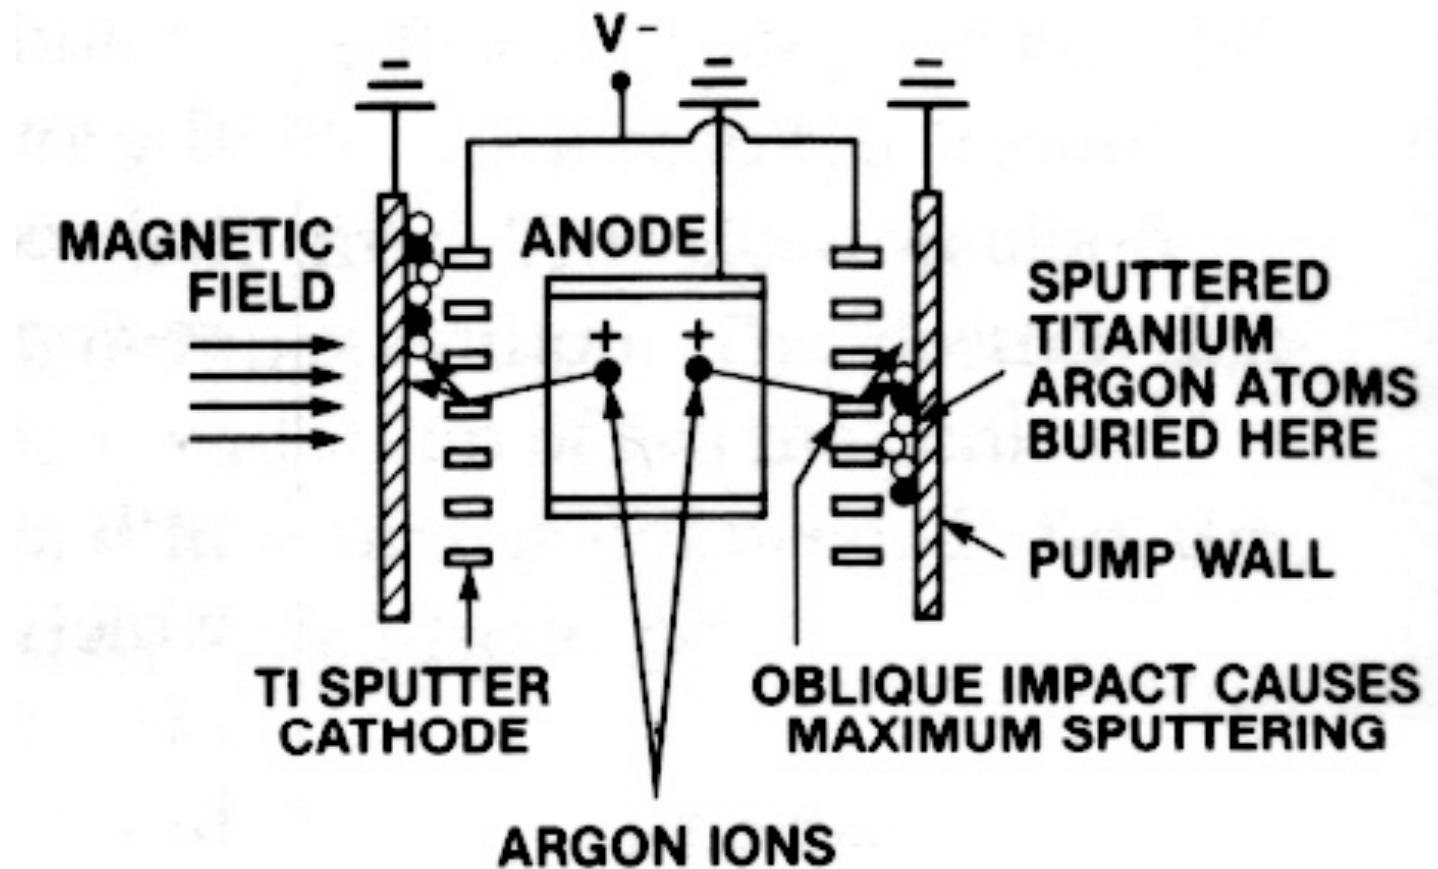 V-
MAGNETIC
FIELD
ANODE
+ +
SPUTTERED
TITANIUM
ARGON ATOMS
BURIED HERE
PUMP WALL
TI SPUTTER
CATHODE
OBLIQUE IMPACT CAUSES
MAXIMUM SPUTTERING
ARGON IONS